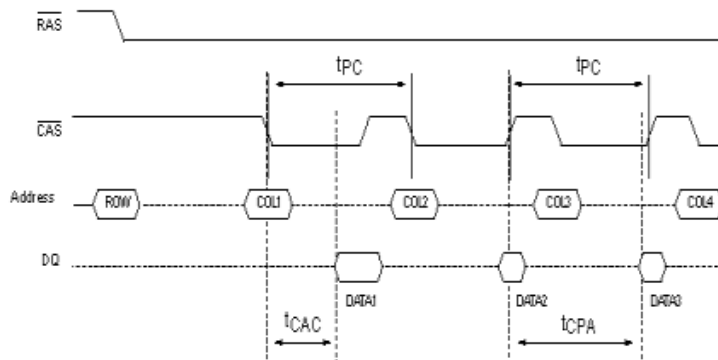 RAS
tPC tPC
CAS
Address ROW COL1 COL2 COL3 COL4
DQ
DATA1 DATA2 DATA3
tCAC tCPA